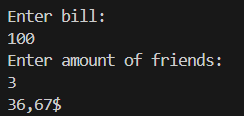 Enter bill:
100
Enter amount of friends:
3
36,67$